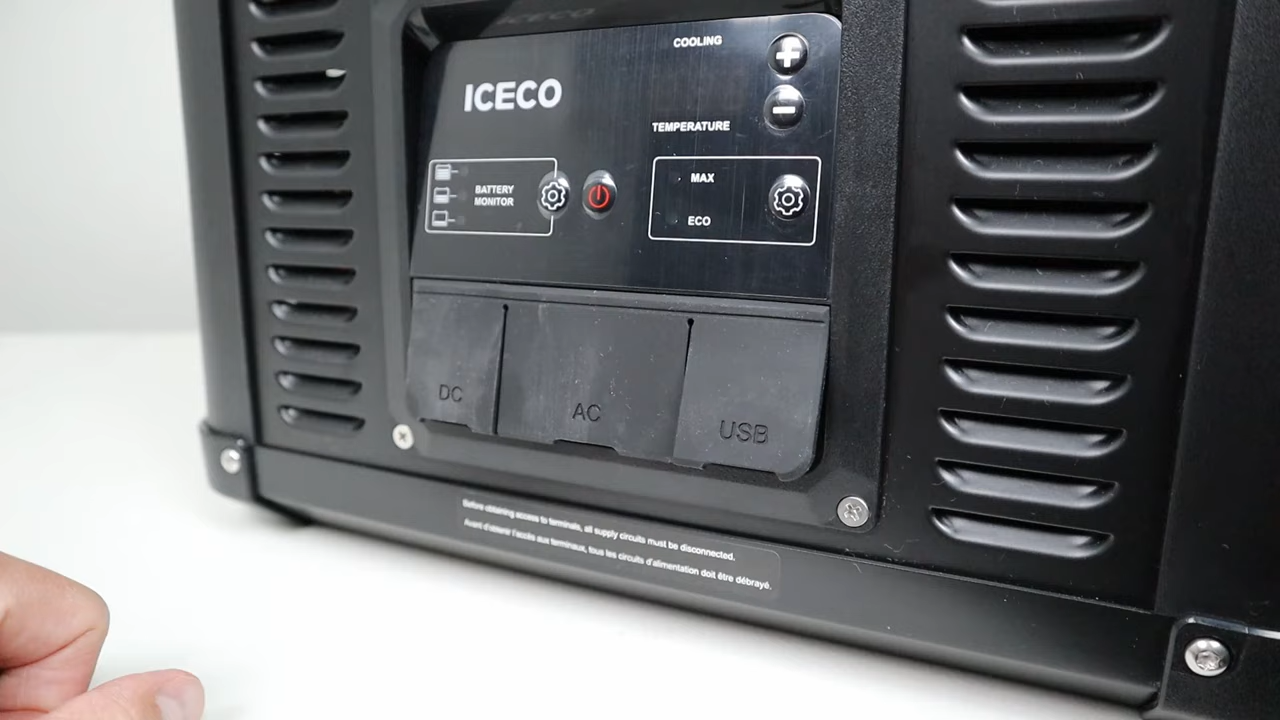 ICECO
COOLING
ICECO
TEMPERATURE
BATTERY
MONITOR
MAX
ECO
DC
AC
USB
Before obtaining access to terminals, all supply circuits must be disconnected.
Avant d'obtenir l'accès aux terminaux, tous les circuits d'alimentation doit être débrayé.